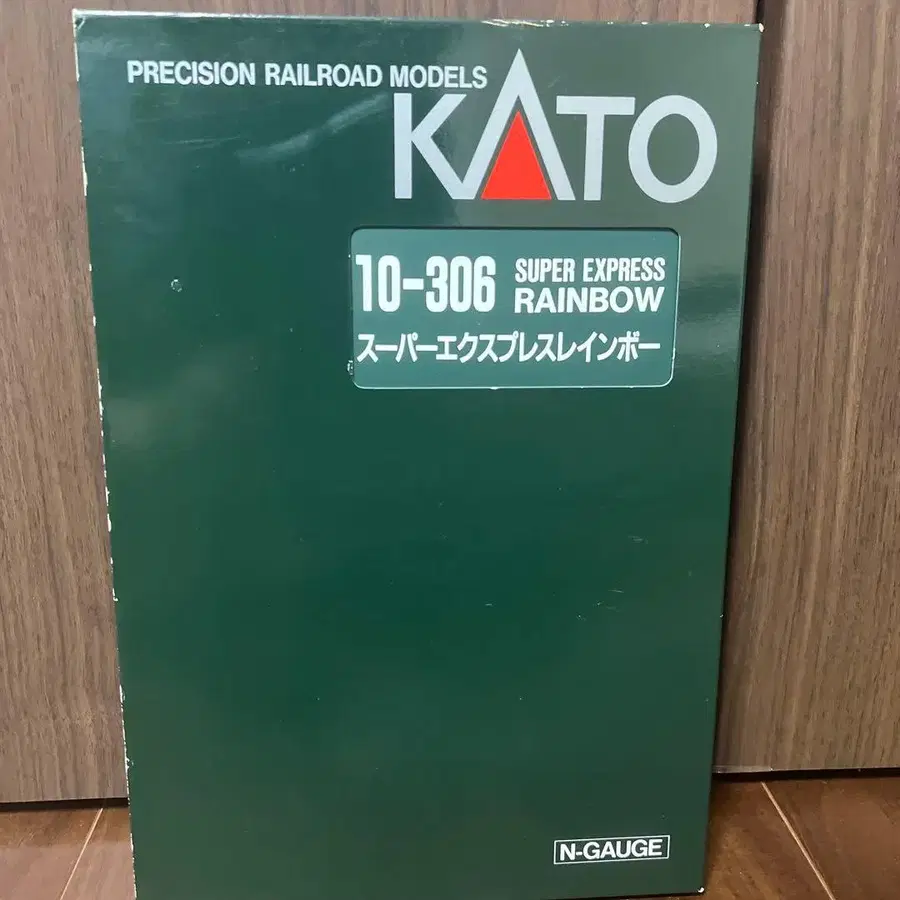 PRECISION RAILROAD MODELS
KATO
10-306 SUPER EXPRESS
RAINBOW
スーパーエクスプレスレインボー
N-GAUGE